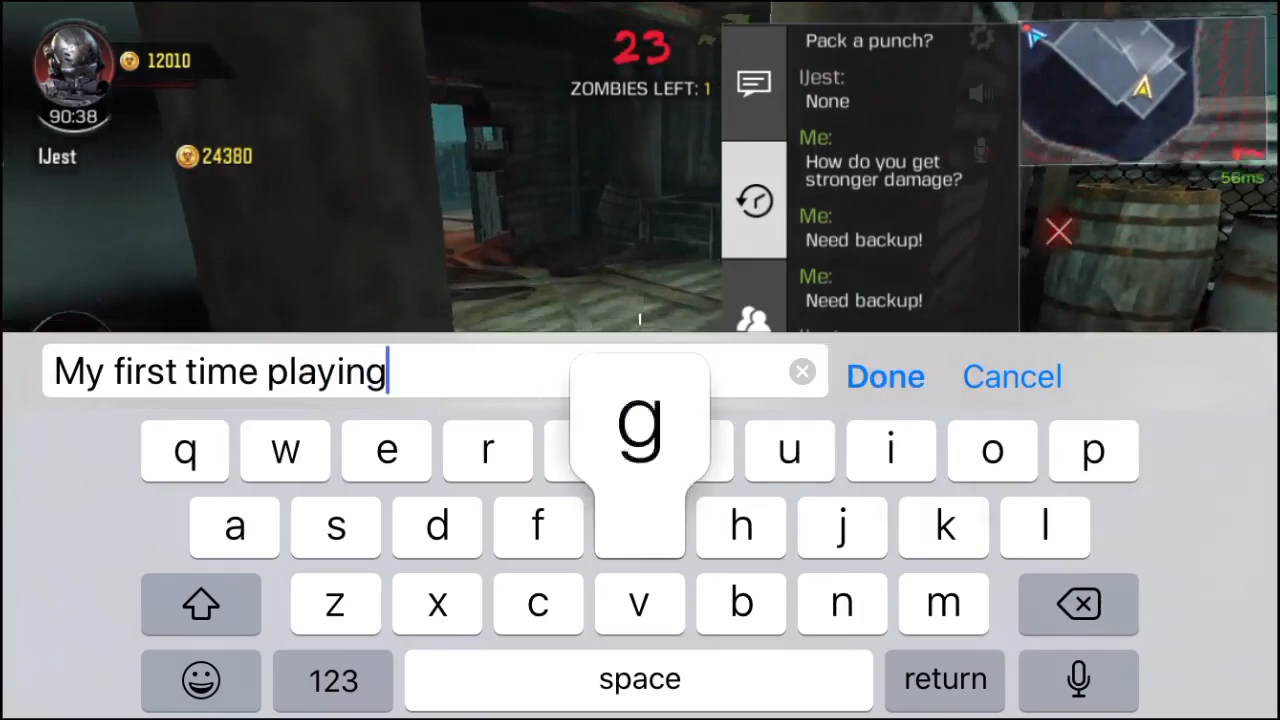 12010
90:38
IJest
24380
23
ZOMBIES LEFT: 1
Pack a punch?
IJest:
None
Me:
How do you get
stronger damage?
Me:
Need backup!
Me:
Need backup!
56ms
My first time playing
Done
Cancel
g
q w e r u i o p
a s d f h j k l
z x c v b n m
123
space
return